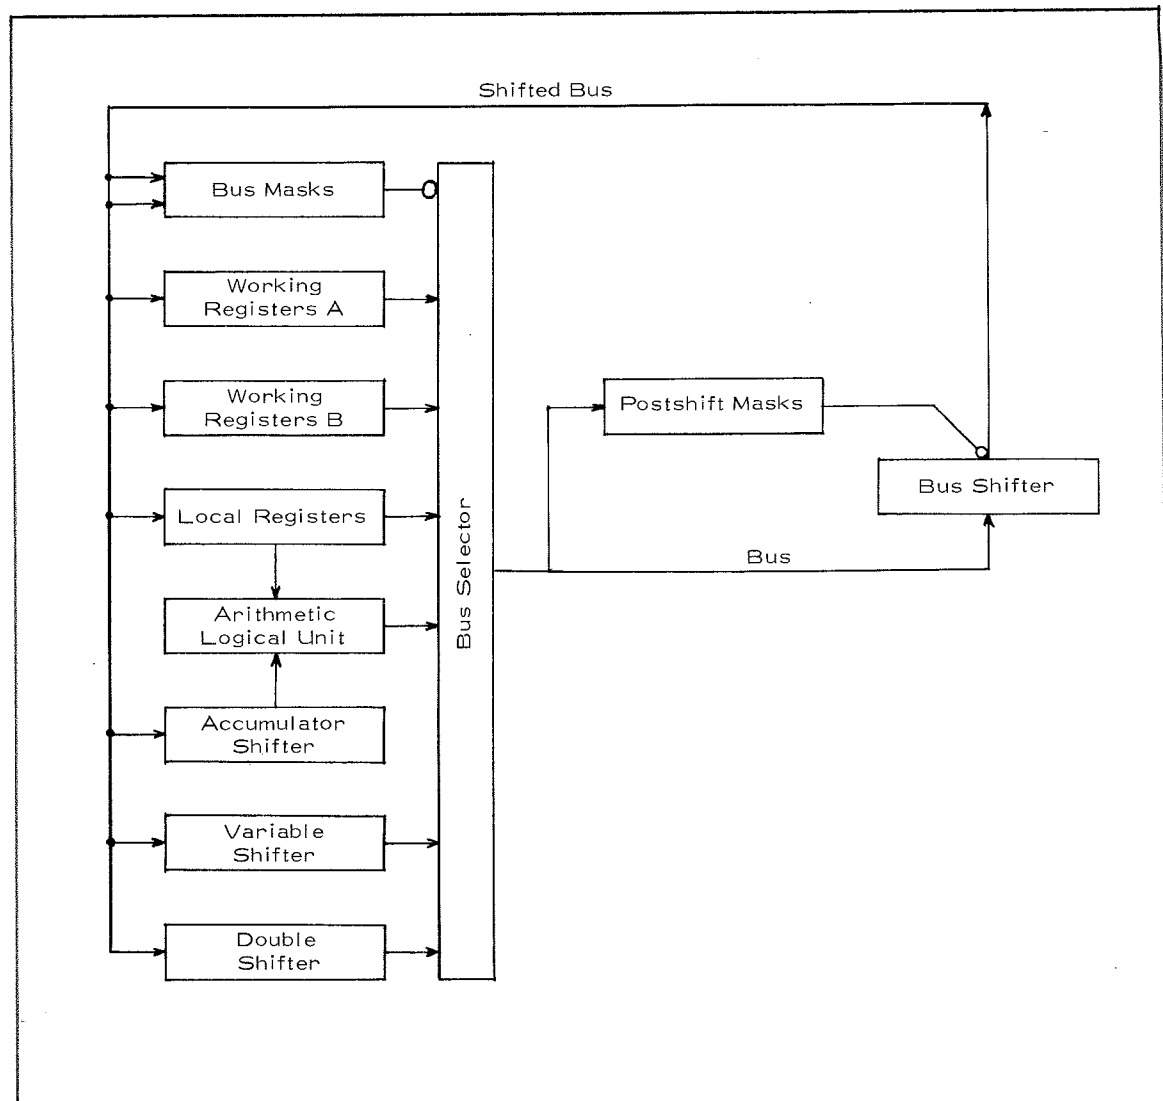 Shifted Bus
Bus Masks
Working
Registers A
Working
Registers B
Local Registers
Arithmetic
Logical Unit
Accumulator
Shifter
Variable
Shifter
Double
Shifter
Bus Selector
Postshift Masks
Bus Shifter
Bus